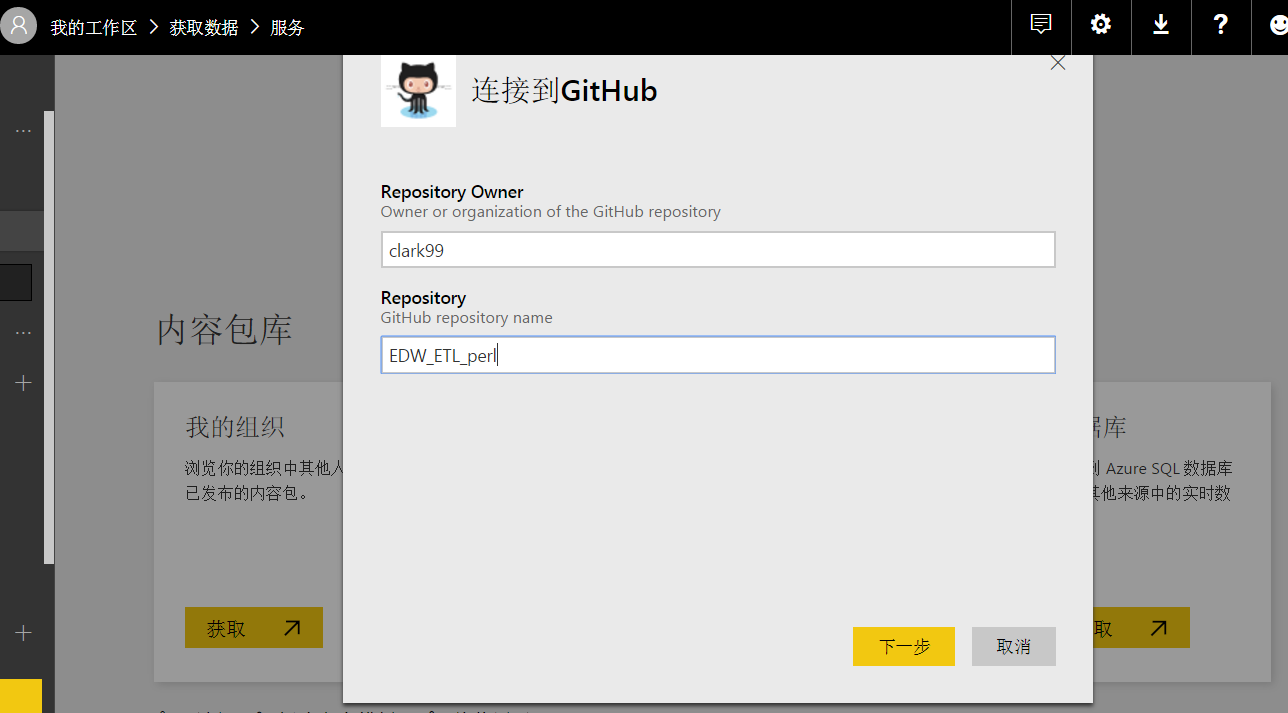 我的工作区 > 获取数据 > 服务
连接到GitHub
Repository Owner
Owner or organization of the GitHub repository
clark99
Repository
GitHub repository name
EDW_ETL_perl
内容包库
我的组织
浏览你的组织中其他人
已发布的内容包。
获取
据库
Azure SQL 数据库
其他来源中的实时数
取
下一步
取消